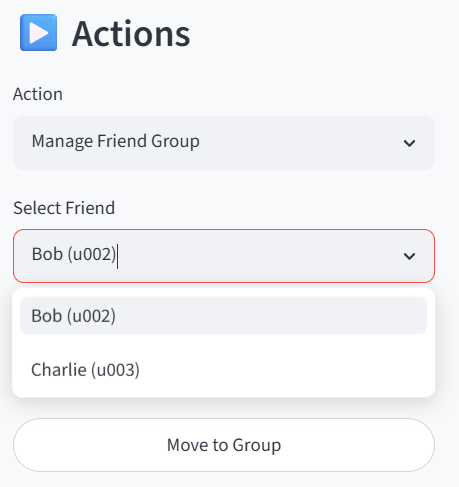 Actions
Action
Manage Friend Group
Select Friend
Bob (u002)
Bob (u002)
Charlie (u003)
Move to Group